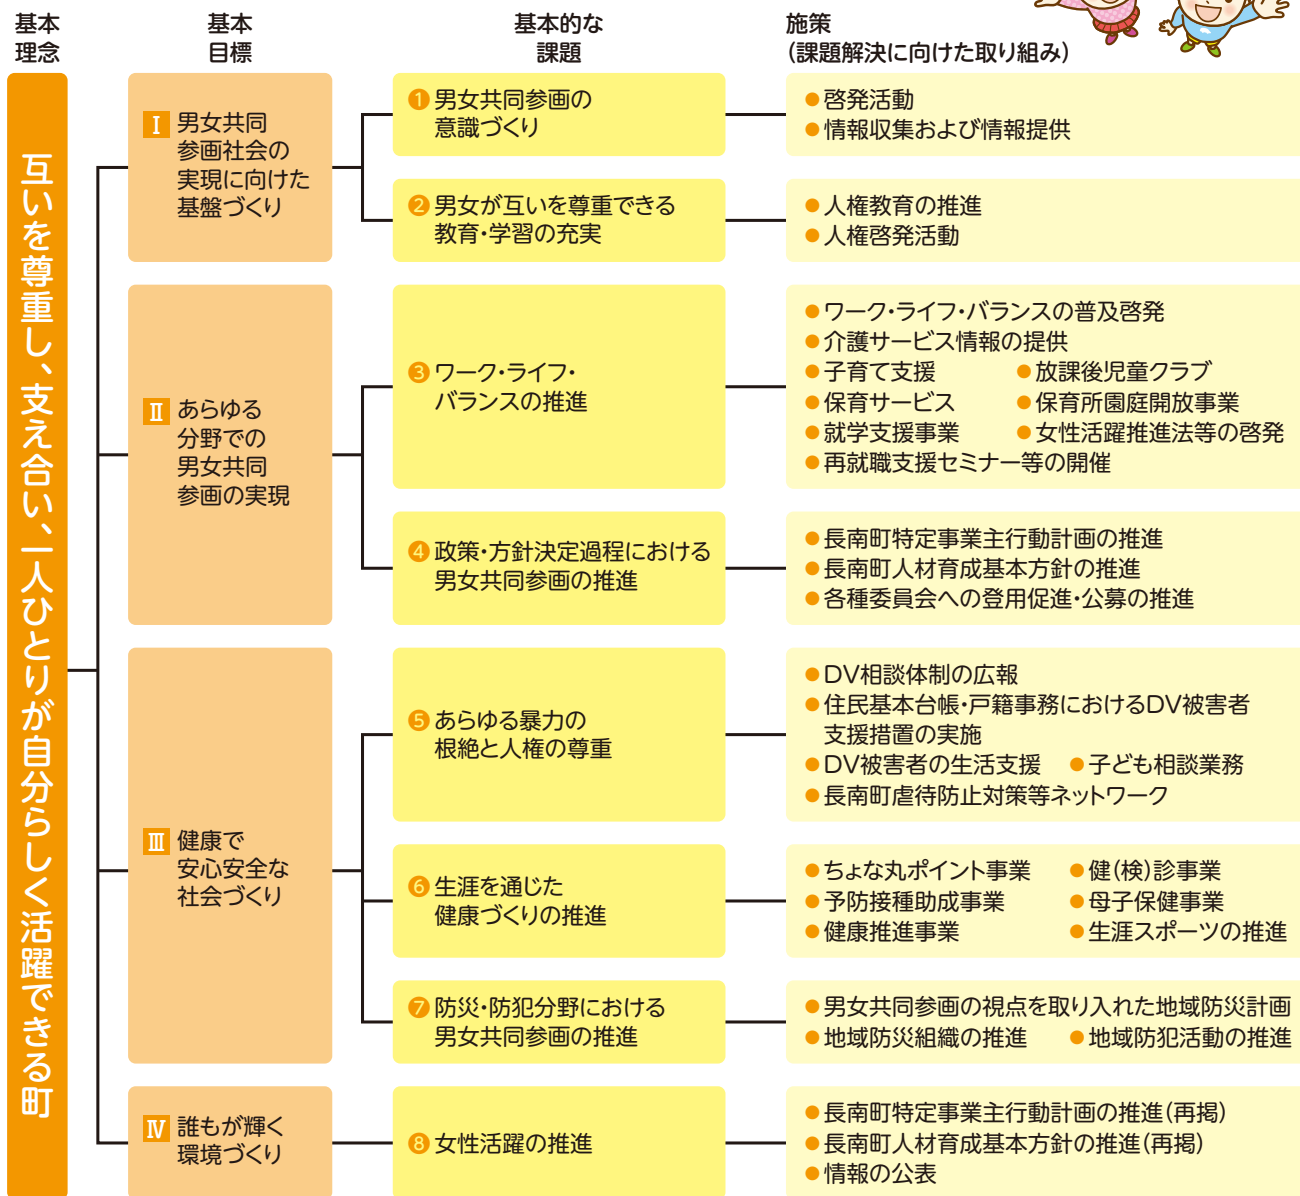 基本
理念
基本
目標
基本的な
課題
施策
(課題解決に向けた取り組み)
互いを尊重し、支え合い、一人ひとりが自分らしく活躍できる町
Ⅰ 男女共同
参画社会の
実現に向けた
基盤づくり
❶ 男女共同参画の
意識づくり
●啓発活動
●情報収集および情報提供
❷ 男女が互いを尊重できる
教育・学習の充実
●人権教育の推進
●人権啓発活動
Ⅱ あらゆる
分野での
男女共同
参画の実現
❸ ワーク・ライフ・
バランスの推進
●ワーク・ライフ・バランスの普及啓発
●介護サービス情報の提供
●子育て支援 ●放課後児童クラブ
●保育サービス ●保育所園庭開放事業
●就学支援事業 ●女性活躍推進法等の啓発
●再就職支援セミナー等の開催
❹ 政策・方針決定過程における
男女共同参画の推進
●長南町特定事業主行動計画の推進
●長南町人材育成基本方針の推進
●各種委員会への登用促進・公募の推進
Ⅲ 健康で
安心安全な
社会づくり
❺ あらゆる暴力の
根絶と人権の尊重
●DV相談体制の広報
●住民基本台帳・戸籍事務におけるDV被害者
支援措置の実施
●DV被害者の生活支援 ●子ども相談業務
●長南町虐待防止対策等ネットワーク
❻ 生涯を通じた
健康づくりの推進
●ちょな丸ポイント事業 ●健(検)診事業
●予防接種助成事業 ●母子保健事業
●健康推進事業 ●生涯スポーツの推進
❼ 防災・防犯分野における
男女共同参画の推進
●男女共同参画の視点を取り入れた地域防災計画
●地域防災組織の推進 ●地域防犯活動の推進
Ⅳ 誰もが輝く
環境づくり
❽ 女性活躍の推進
●長南町特定事業主行動計画の推進(再掲)
●長南町人材育成基本方針の推進(再掲)
●情報の公表